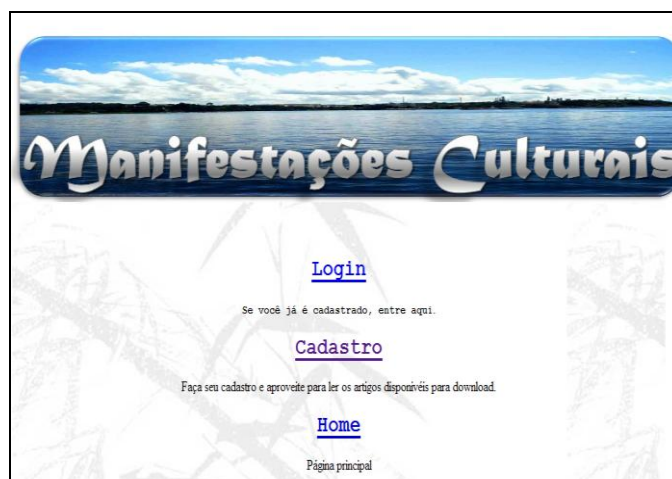 Manifestações Culturais
Login
Se você já é cadastrado, entre aqui.
Cadastro
Faça seu cadastro e aproveite para ler os artigos disponivéis para download.
Home
Página principal